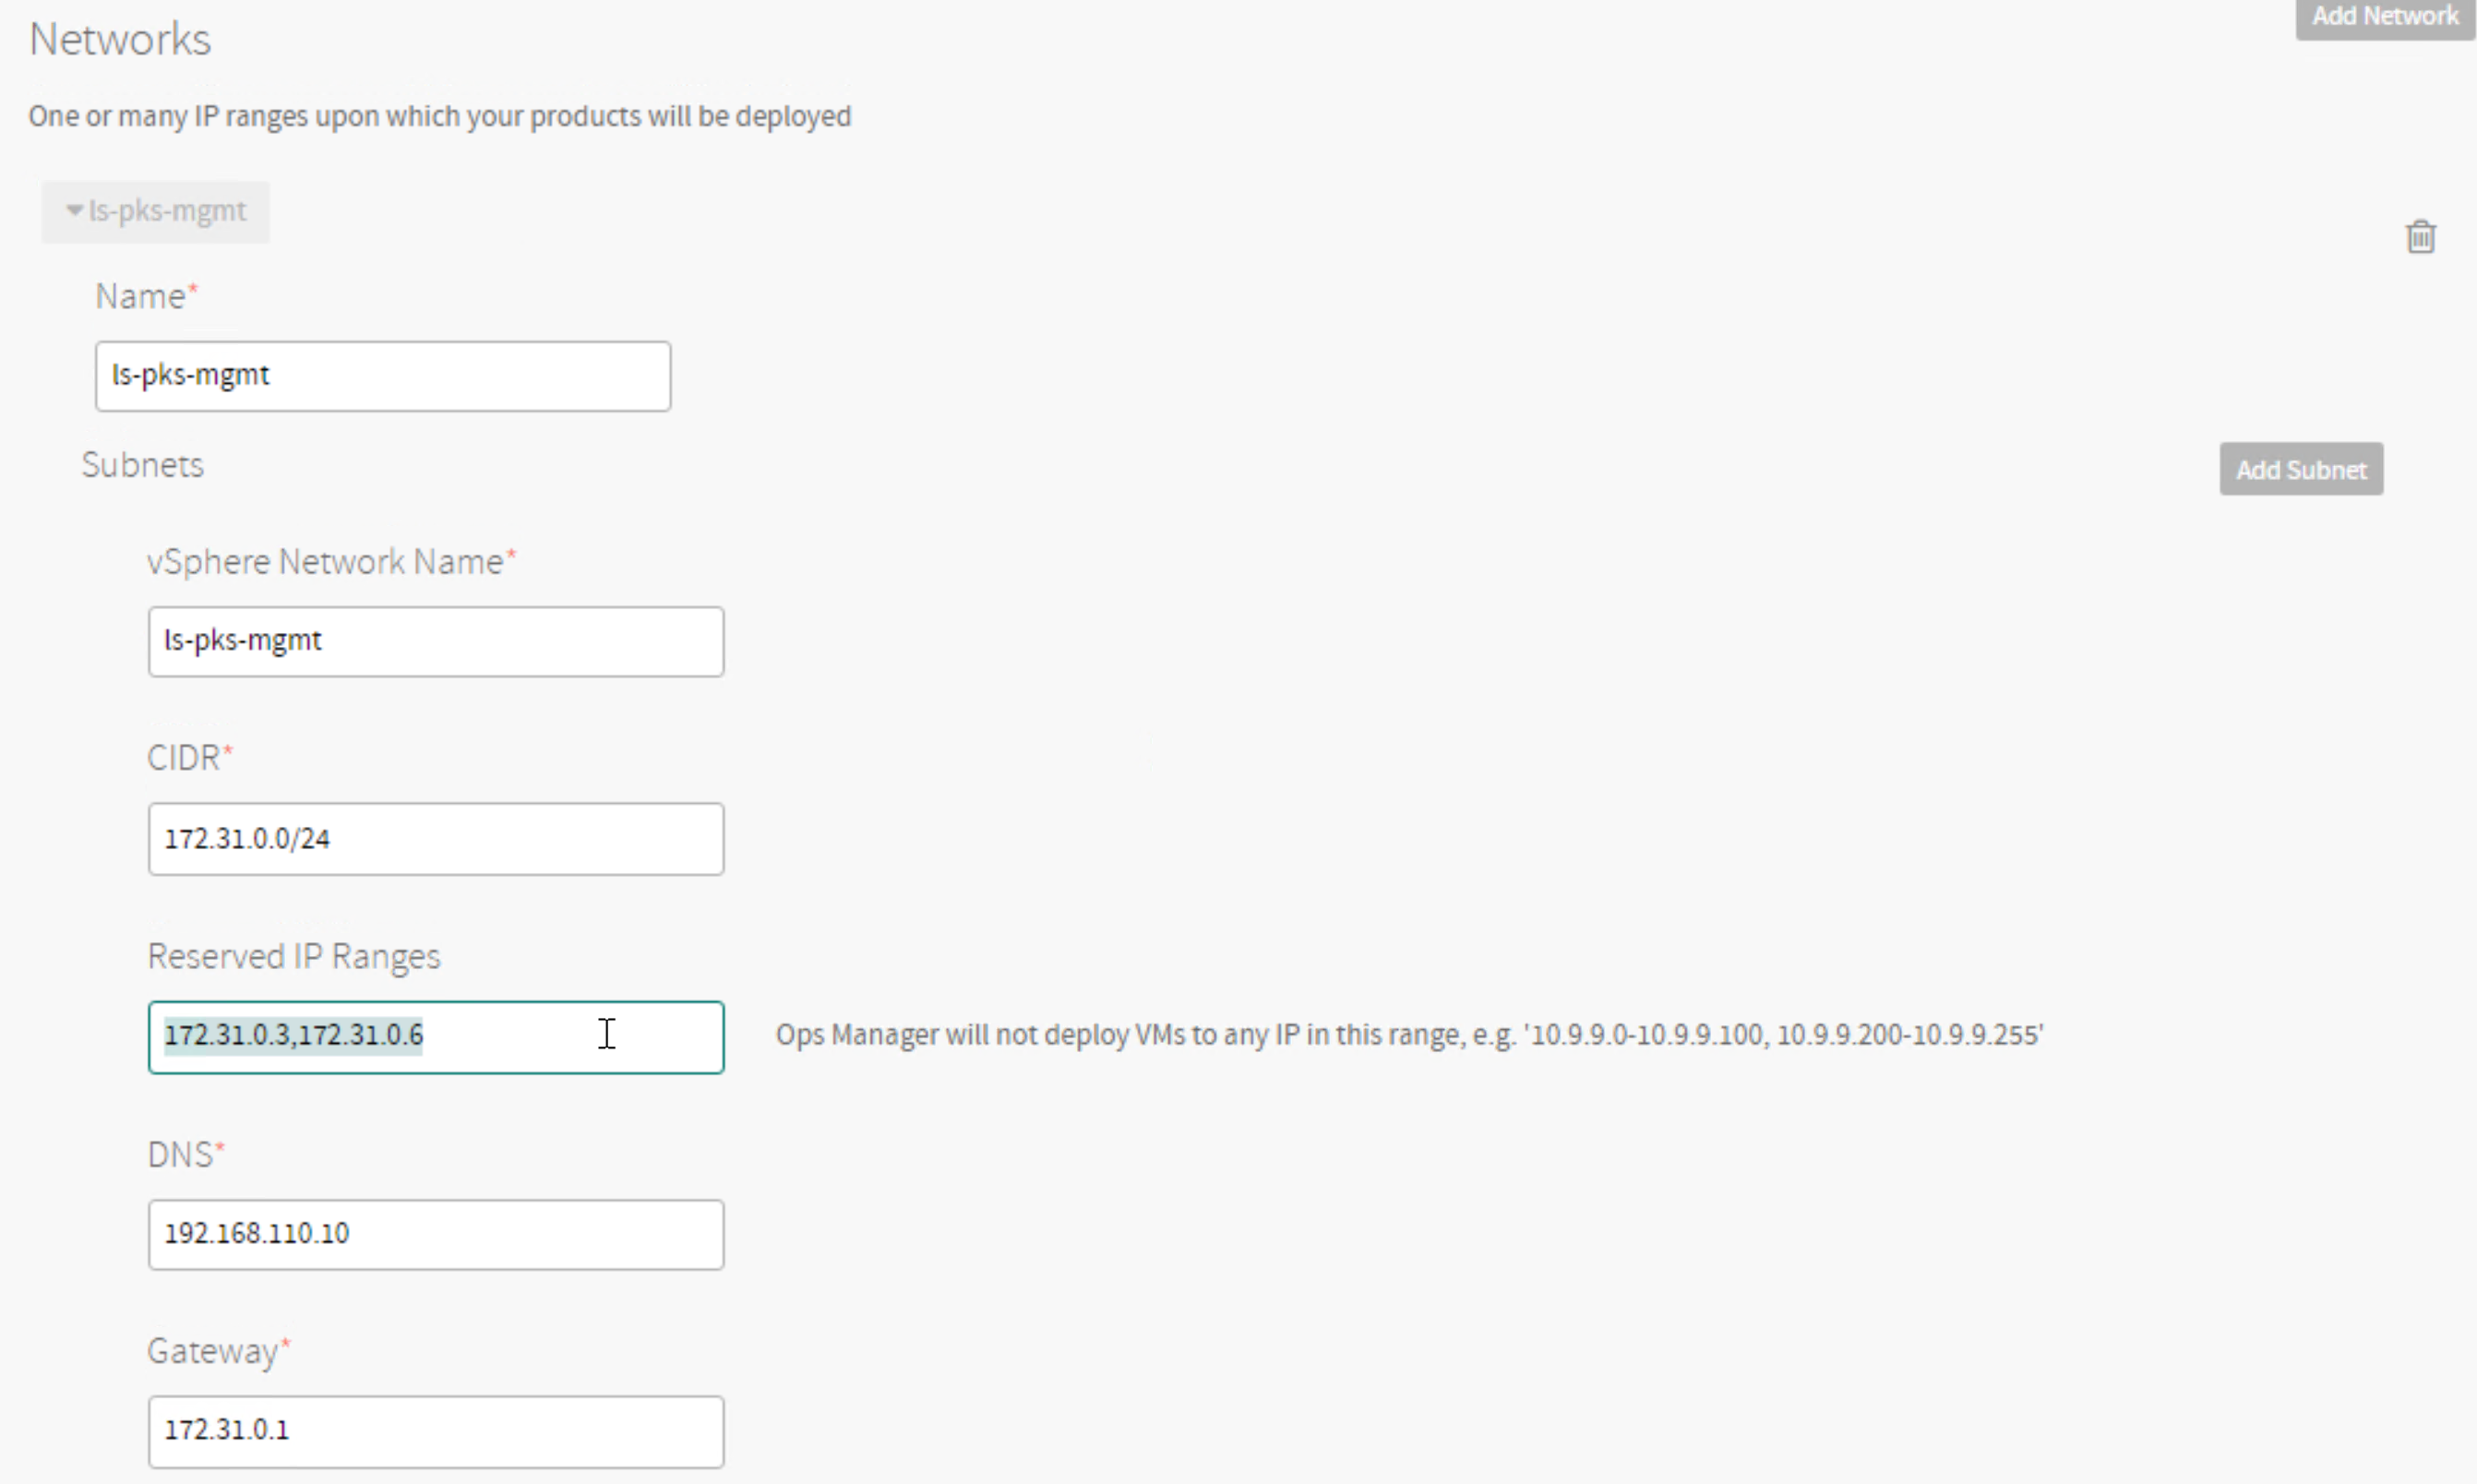 Add Network
Networks
One or many IP ranges upon which your products will be deployed
ls-pks-mgmt
Name*
ls-pks-mgmt
Subnets
Add Subnet
vSphere Network Name*
ls-pks-mgmt
CIDR*
172.31.0.0/24
Reserved IP Ranges
172.31.0.3,172.31.0.6
Ops Manager will not deploy VMs to any IP in this range, e.g. '10.9.9.0-10.9.9.100, 10.9.9.200-10.9.9.255'
DNS*
192.168.110.10
Gateway*
172.31.0.1